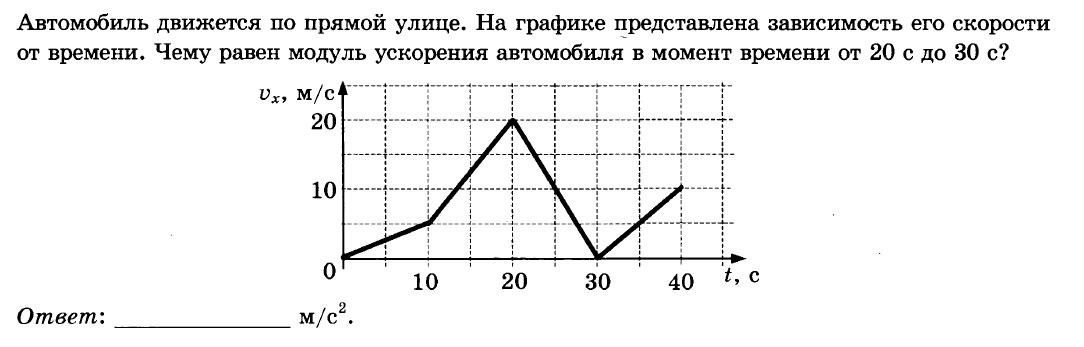 Автомобиль движется по прямой улице. На графике представлена зависимость его скорости
от времени. Чему равен модуль ускорения автомобиля в момент времени от 20 с до 30 с?
vₓ, м/с
20
10
0
10 20 30 40 t, с
Ответ: ________________ м/с².